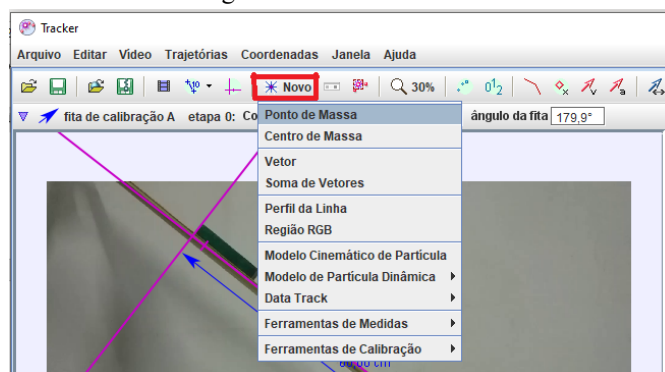 Tracker
Arquivo Editar Vídeo Trajetórias Coordenadas Janela Ajuda
Novo 30%
fita de calibração A etapa 0: Co ângulo da fita 179,9°
Ponto de Massa
Centro de Massa
Vetor
Soma de Vetores
Perfil da Linha
Região RGB
Modelo Cinemático de Partícula
Modelo de Partícula Dinâmica
Data Track
Ferramentas de Medidas
Ferramentas de Calibração